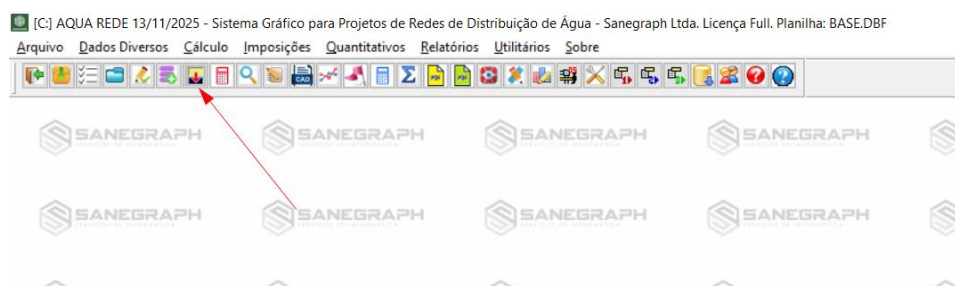 [C:] AQUA REDE 13/11/2025 - Sistema Gráfico para Projetos de Redes de Distribuição de Água - Sanegraph Ltda. Licença Full. Planilha: BASE.DBF
Arquivo Dados Diversos Cálculo Imposições Quantitativos Relatórios Utilitários Sobre
SANEGRAPH SANEGRAPH SANEGRAPH SANEGRAPH
SANEGRAPH SANEGRAPH SANEGRAPH SANEGRAPH